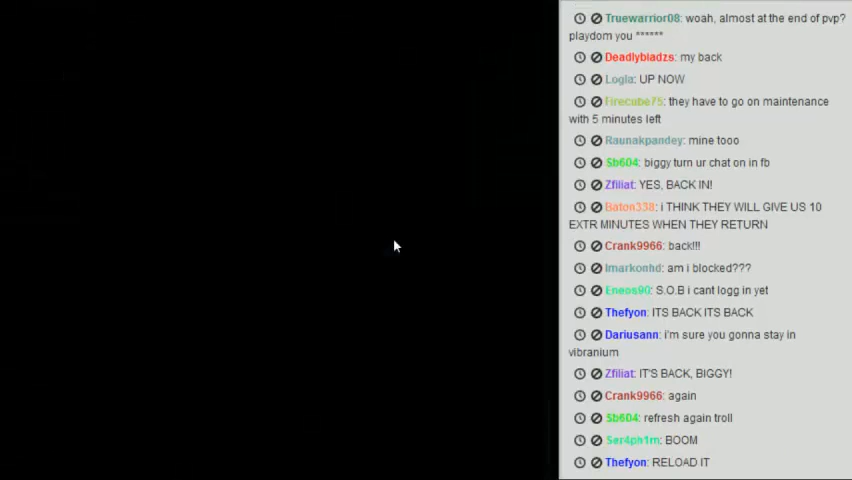 Truewarrior08: woah, almost at the end of pvp?
playdom you ******
Deadlybladzs: my back
Logla: UP NOW
Firecube75: they have to go on maintenance
with 5 minutes left
Raunakpandey: mine tooo
Sb604: biggy turn ur chat on in fb
Zfiliat: YES, BACK IN!
Baton338: i THINK THEY WILL GIVE US 10
EXTR MINUTES WHEN THEY RETURN
Crank9966: back!!!
Imarkonhd: am i blocked???
Eneos90: S.O.B i cant logg in yet
Thefyon: ITS BACK ITS BACK
Dariusann: i'm sure you gonna stay in
vibranium
Zfiliat: IT'S BACK, BIGGY!
Crank9966: again
Sb604: refresh again troll
Ser4ph1m: BOOM
Thefyon: RELOAD IT